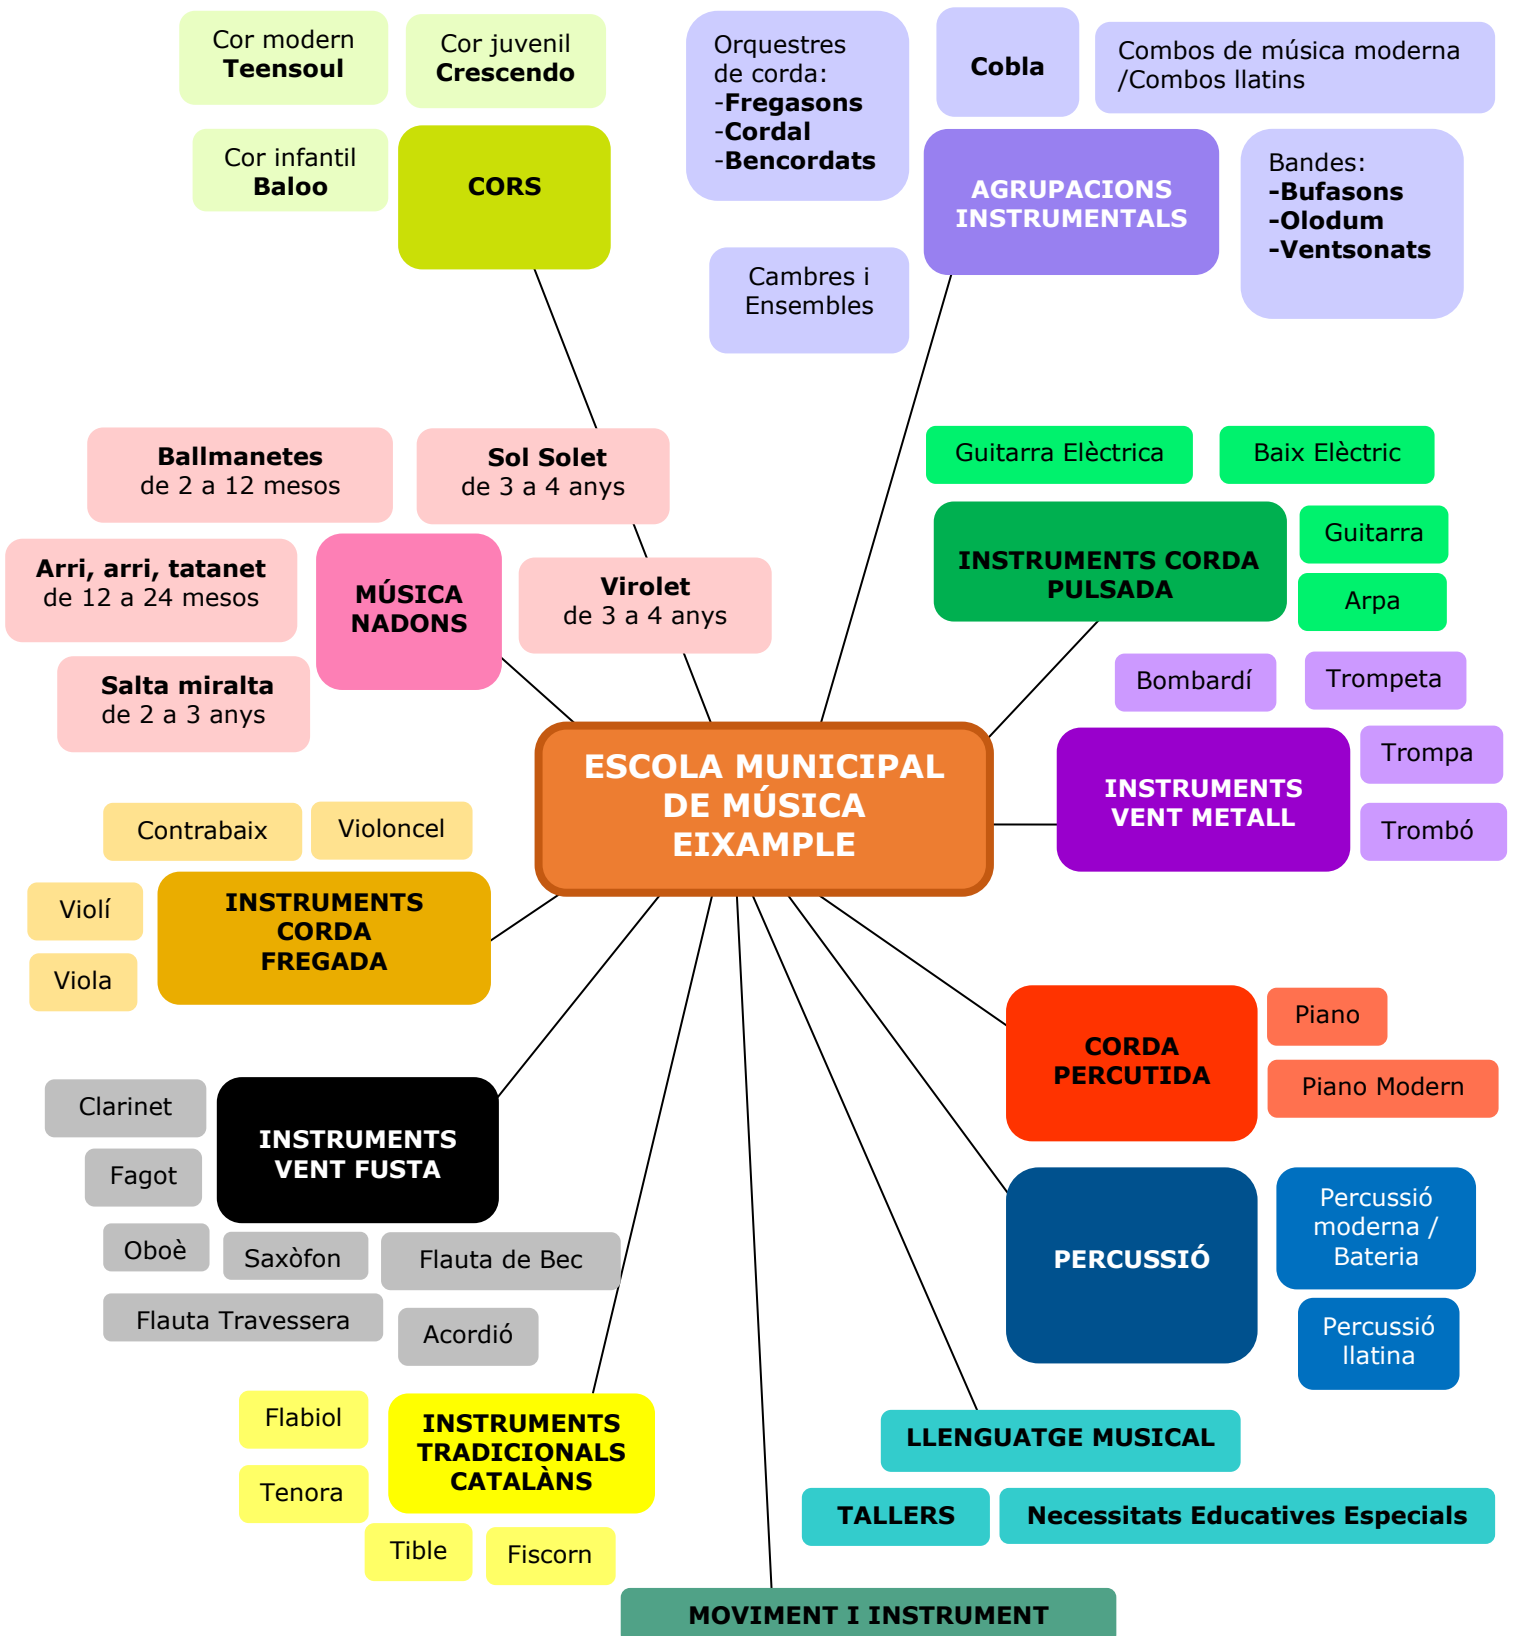 Cor modern
Teensoul
Cor juvenil
Crescendo
Cor infantil
Baloo
CORS
Orquestres
de corda:
-Fregasons
-Cordal
-Bencordats
Cobla
Combos de música moderna
/Combos llatins
AGRUPACIONS
INSTRUMENTALS
Bandes:
-Bufasons
-Olodum
-Ventsonats
Cambres i
Ensembles
Ballmanetes
de 2 a 12 mesos
Sol Solet
de 3 a 4 anys
Arri, arri, tatanet
de 12 a 24 mesos
MÚSICA
NADONS
Virolet
de 3 a 4 anys
Salta miralta
de 2 a 3 anys
Guitarra Elèctrica
Baix Elèctric
INSTRUMENTS CORDA
PULSADA
Guitarra
Arpa
Bombardí
Trompeta
INSTRUMENTS
VENT METALL
Trompa
Trombó
ESCOLA MUNICIPAL
DE MÚSICA
EIXAMPLE
Contrabaix
Violoncel
Violí
Viola
INSTRUMENTS
CORDA
FREGADA
CORDA
PERCUTIDA
Piano
Piano Modern
Clarinet
Fagot
INSTRUMENTS
VENT FUSTA
Oboè
Saxòfon
Flauta de Bec
Flauta Travessera
Acordió
PERCUSSIÓ
Percussió
moderna /
Bateria
Percussió
llatina
Flabiol
Tenora
INSTRUMENTS
TRADICIONALS
CATALÀNS
Tible
Fiscorn
LLENGUATGE MUSICAL
TALLERS
Necessitats Educatives Especials
MOVIMENT I INSTRUMENT